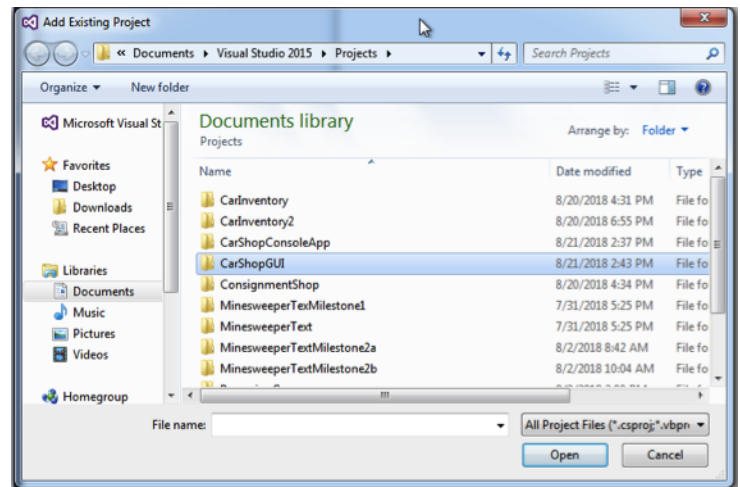 Add Existing Project
« Documents Visual Studio 2015 Projects Search Projects
Organize New folder
Microsoft Visual St
Documents library
Projects
Arrange by: Folder
Name Date modified Type
Favorites
Desktop
Downloads
Recent Places
Libraries
Documents
Music
Pictures
Videos
Homegroup
CarInventory 8/20/2018 4:31 PM File fo
CarInventory2 8/20/2018 6:55 PM File fo
CarShopConsoleApp 8/21/2018 2:37 PM File fo
CarShopGUI 8/21/2018 2:43 PM File fo
ConsignmentShop 8/20/2018 4:34 PM File fo
MinesweeperTexMilestone1 7/31/2018 5:25 PM File fo
MinesweeperText 7/31/2018 5:25 PM File fo
MinesweeperTextMilestone2a 8/2/2018 8:42 AM File fo
MinesweeperTextMilestone2b 8/2/2018 10:04 AM File fo
File name: All Project Files (*.csproj;*.vbpr
Open Cancel